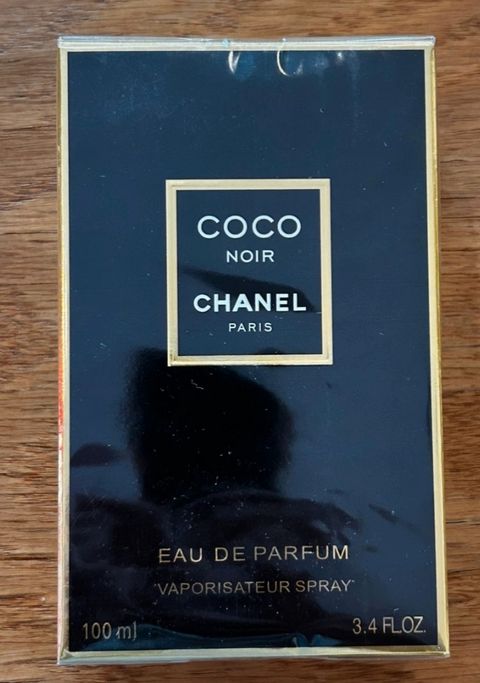 COCO
NOIR
CHANEL
PARIS
EAU DE PARFUM
"VAPORISATEUR SPRAY"
100 ml
3.4 FL.OZ.